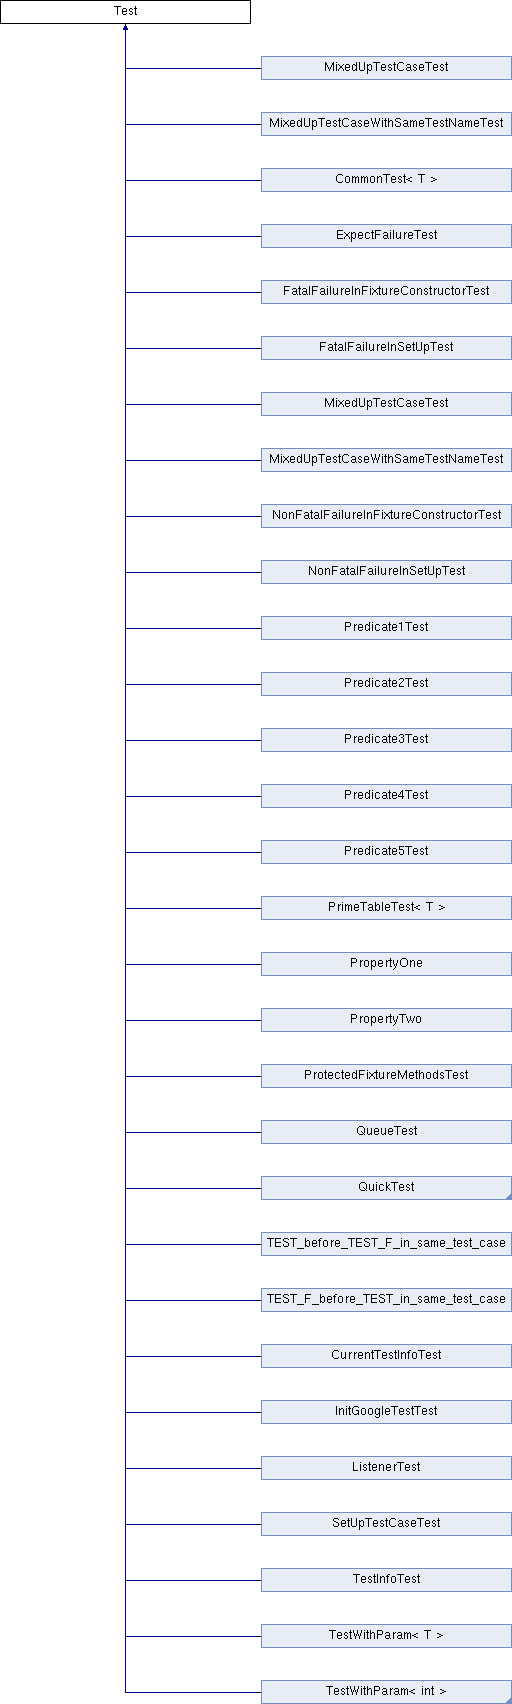 Test
MixedUpTestCaseTest
MixedUpTestCaseWithSameTestNameTest
CommonTest< T >
ExpectFailureTest
FatalFailureInFixtureConstructorTest
FatalFailureInSetUpTest
MixedUpTestCaseTest
MixedUpTestCaseWithSameTestNameTest
NonFatalFailureInFixtureConstructorTest
NonFatalFailureInSetUpTest
Predicate1Test
Predicate2Test
Predicate3Test
Predicate4Test
Predicate5Test
PrimeTableTest< T >
PropertyOne
PropertyTwo
ProtectedFixtureMethodsTest
QueueTest
QuickTest
TEST_before_TEST_F_in_same_test_case
TEST_F_before_TEST_in_same_test_case
CurrentTestInfoTest
InitGoogleTestTest
ListenerTest
SetUpTestCaseTest
TestInfoTest
TestWithParam< T >
TestWithParam< int >